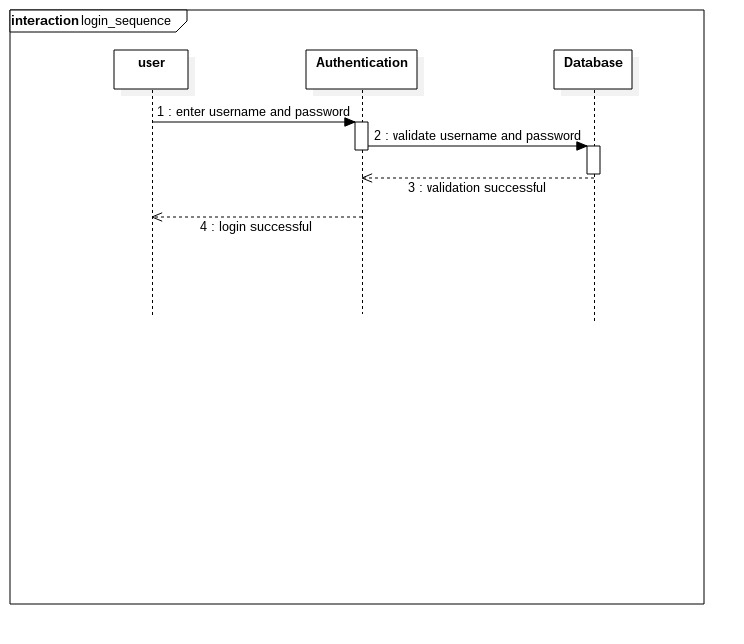 interaction login_sequence
user
Authentication
Database
1 : enter username and password
2 : validate username and password
3 : validation successful
4 : login successful